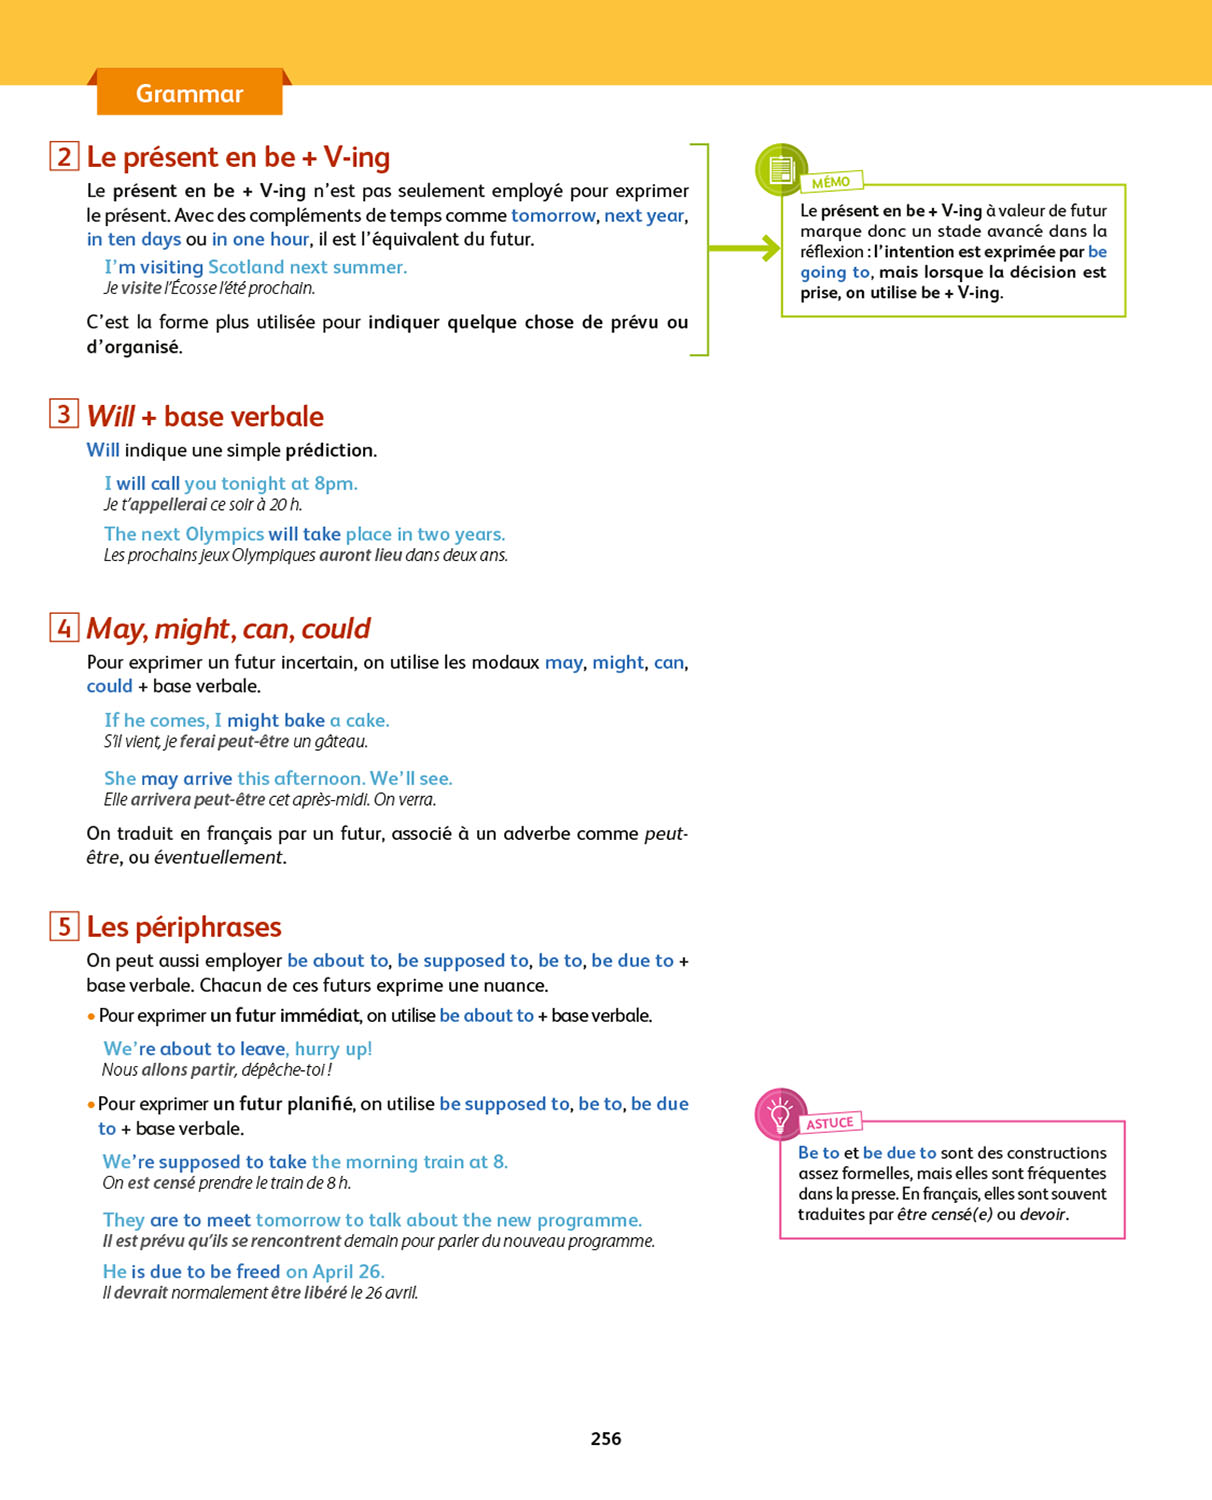 Grammar
2 Le présent en be + V-ing
Le présent en be + V-ing n'est pas seulement employé pour exprimer
le présent. Avec des compléments de temps comme tomorrow, next year,
in ten days ou in one hour, il est l'équivalent du futur.
I'm visiting Scotland next summer.
Je visite l'Écosse l'été prochain.
C'est la forme plus utilisée pour indiquer quelque chose de prévu ou
d'organisé.
MÉMO
Le présent en be + V-ing à valeur de futur
marque donc un stade avancé dans la
réflexion : l'intention est exprimée par be
going to, mais lorsque la décision est
prise, on utilise be + V-ing.
3 Will + base verbale
Will indique une simple prédiction.
I will call you tonight at 8pm.
Je t'appellerai ce soir à 20 h.
The next Olympics will take place in two years.
Les prochains jeux Olympiques auront lieu dans deux ans.
4 May, might, can, could
Pour exprimer un futur incertain, on utilise les modaux may, might, can,
could + base verbale.
If he comes, I might bake a cake.
S'il vient, je ferai peut-être un gâteau.
She may arrive this afternoon. We'll see.
Elle arrivera peut-être cet après-midi. On verra.
On traduit en français par un futur, associé à un adverbe comme peut-
être, ou éventuellement.
5 Les périphrases
On peut aussi employer be about to, be supposed to, be to, be due to +
base verbale. Chacun de ces futurs exprime une nuance.
• Pour exprimer un futur immédiat, on utilise be about to + base verbale.
We're about to leave, hurry up!
Nous allons partir, dépêche-toi !
• Pour exprimer un futur planifié, on utilise be supposed to, be to, be due
to + base verbale.
We're supposed to take the morning train at 8.
On est censé prendre le train de 8 h.
They are to meet tomorrow to talk about the new programme.
Il est prévu qu'ils se rencontrent demain pour parler du nouveau programme.
He is due to be freed on April 26.
Il devrait normalement être libéré le 26 avril.
ASTUCE
Be to et be due to sont des constructions
assez formelles, mais elles sont fréquentes
dans la presse. En français, elles sont souvent
traduites par être censé(e) ou devoir.
256